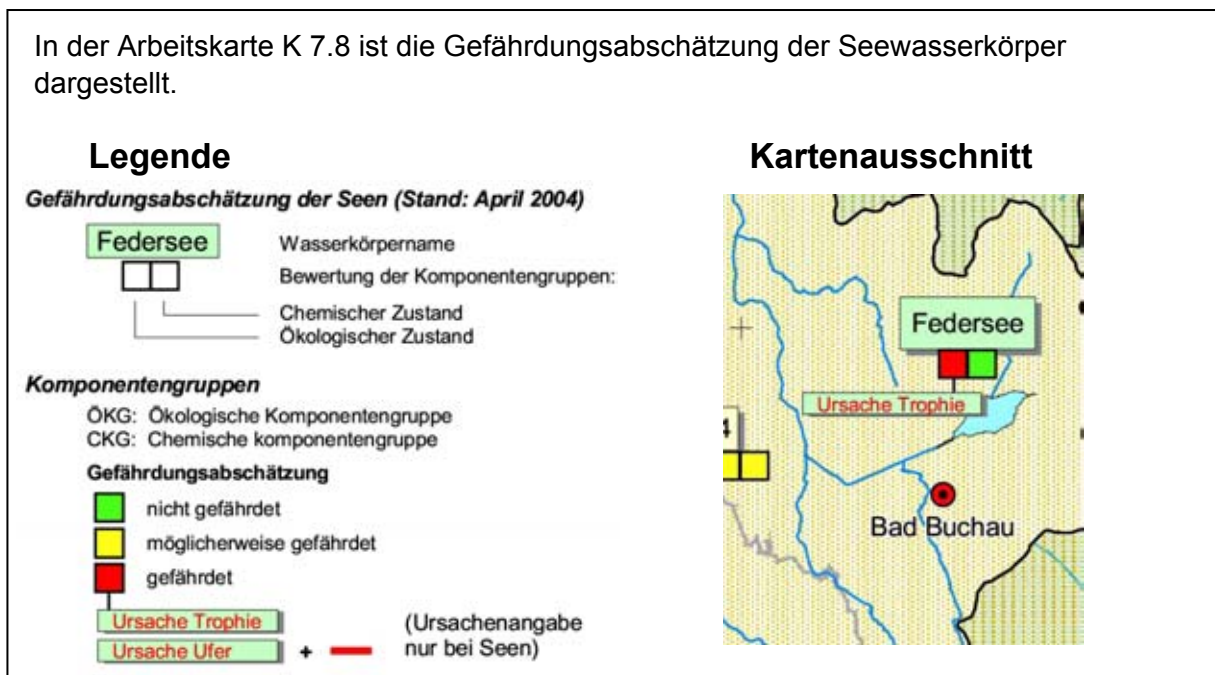 In der Arbeitskarte K 7.8 ist die Gefährdungsabschätzung der Seewasserkörper
dargestellt.
Legende
Gefährdungsabschätzung der Seen (Stand: April 2004)
Federsee
Wasserkörpername
Bewertung der Komponentengruppen:
Chemischer Zustand
Ökologischer Zustand
Komponentengruppen
ÖKG: Ökologische Komponentengruppe
CKG: Chemische komponentengruppe
Gefährdungsabschätzung
nicht gefährdet
möglicherweise gefährdet
gefährdet
Ursache Trophie
Ursache Ufer
+
(Ursachenangabe
nur bei Seen)
Kartenausschnitt
Federsee
Ursache Trophie
4
Bad Buchau